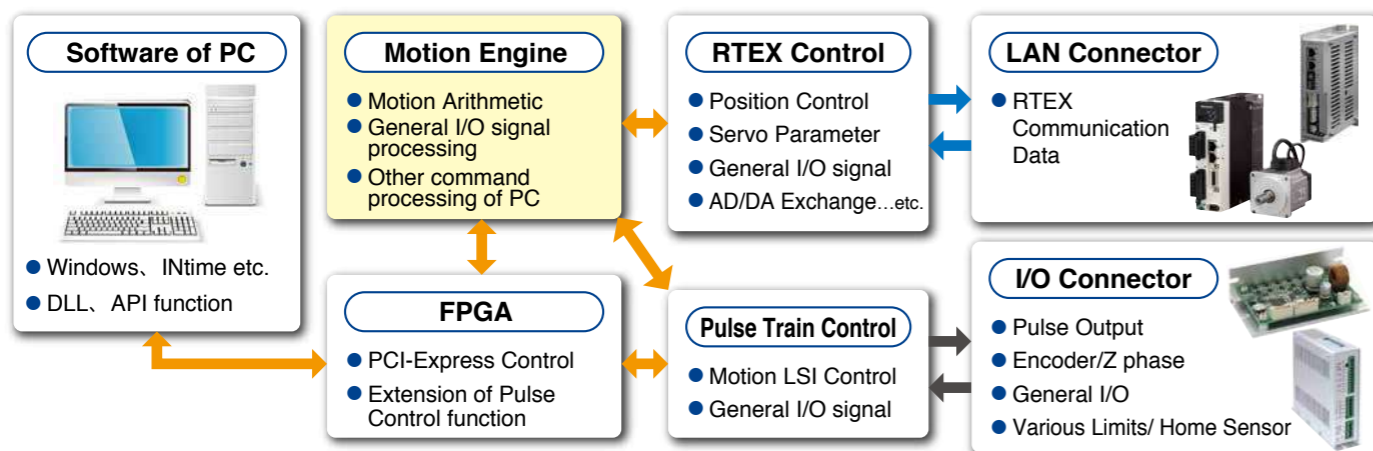 Software of PC
Windows、INtime etc.
DLL、API function
Motion Engine
Motion Arithmetic
General I/O signal
processing
Other command
processing of PC
FPGA
PCI-Express Control
Extension of Pulse
Control function
RTEX Control
Position Control
Servo Parameter
General I/O signal
AD/DA Exchange...etc.
Pulse Train Control
Motion LSI Control
General I/O signal
LAN Connector
RTEX
Communication
Data
I/O Connector
Pulse Output
Encoder/Z phase
General I/O
Various Limits/ Home Sensor